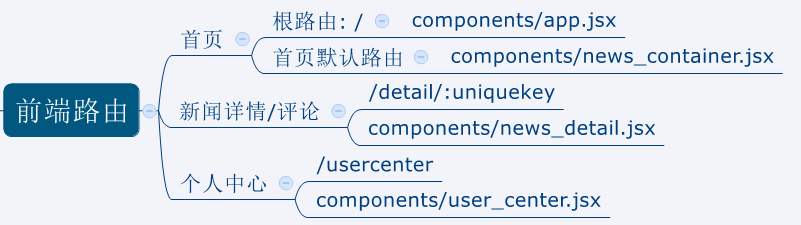 前端路由
首页
根路由: /
components/app.jsx
首页默认路由
components/news_container.jsx
新闻详情/评论
/detail/:uniquekey
components/news_detail.jsx
个人中心
/usercenter
components/user_center.jsx